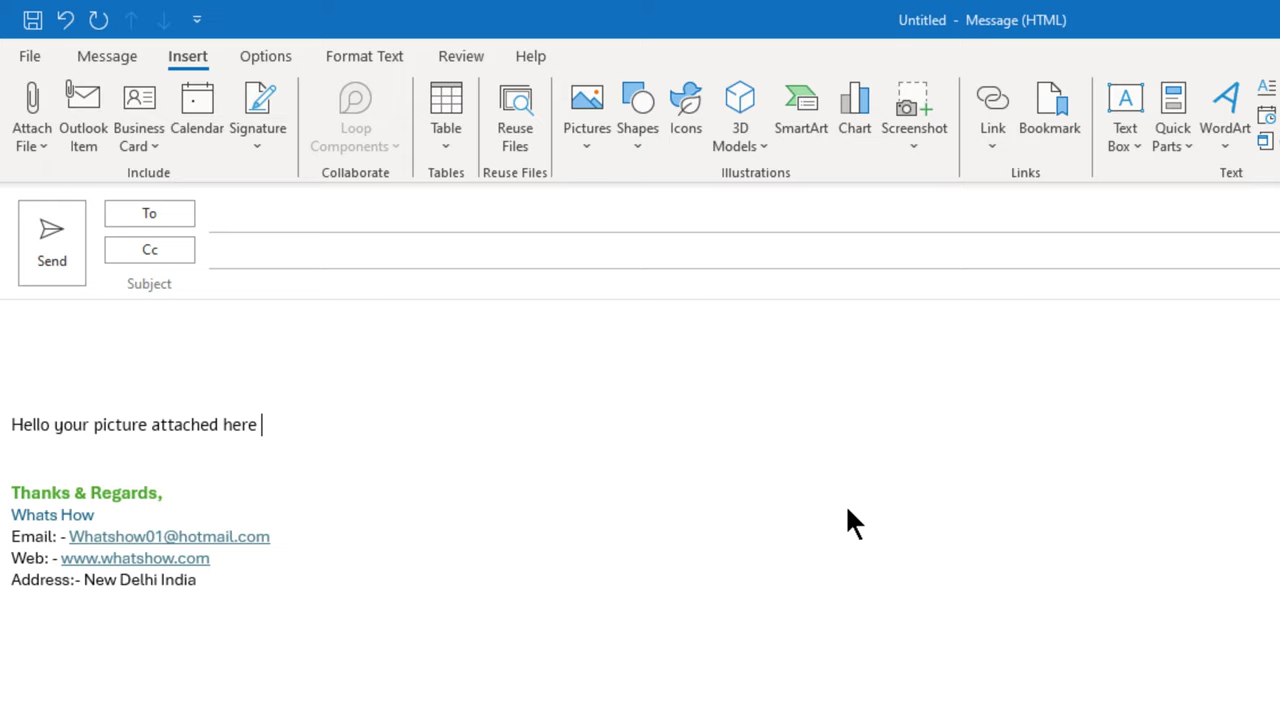 Untitled - Message (HTML)
File Message Insert Options Format Text Review Help
Attach File Outlook Item Business Card Calendar Signature Loop Components Table Reuse Files Pictures Shapes Icons 3D Models SmartArt Chart Screenshot Link Bookmark Text Box Quick Parts WordArt
Include Collaborate Tables Reuse Files Illustrations Links Text
To
Send
Cc
Subject
Hello your picture attached here
Thanks & Regards,
Whats How
Email: - Whatshow01@hotmail.com
Web: - www.whatshow.com
Address:- New Delhi India